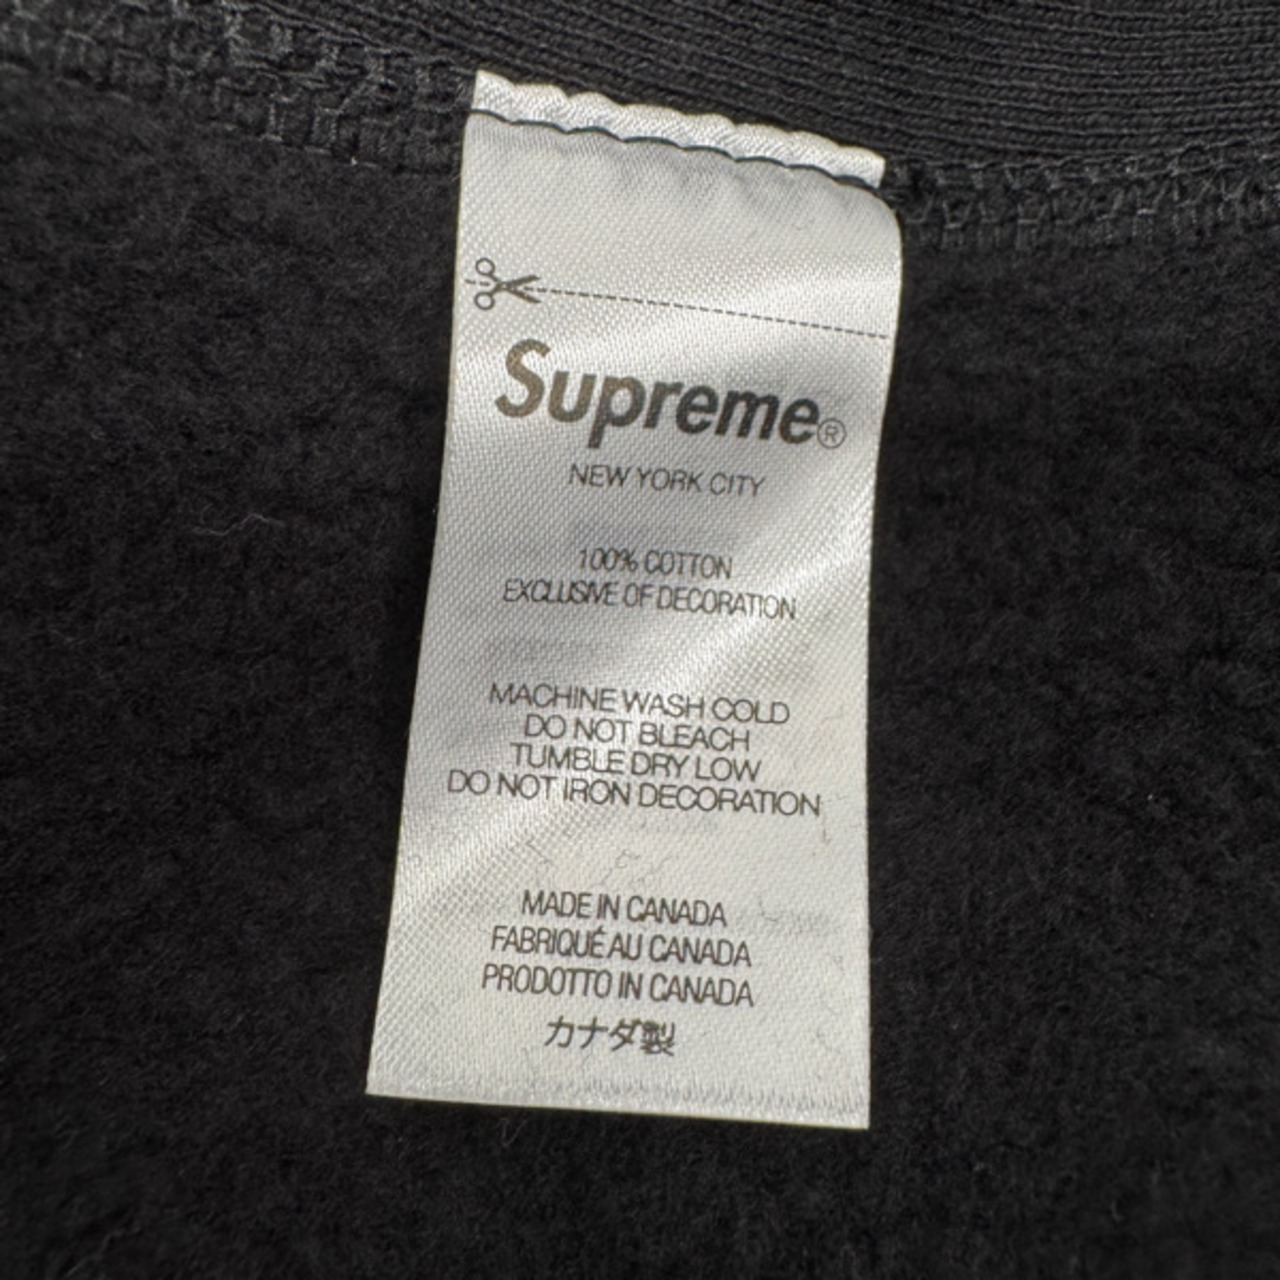 Supreme®
NEW YORK CITY
100% COTTON
EXCLUSIVE OF DECORATION
MACHINE WASH COLD
DO NOT BLEACH
TUMBLE DRY LOW
DO NOT IRON DECORATION
MADE IN CANADA
FABRIQUÉ AU CANADA
PRODOTTO IN CANADA
カナダ製